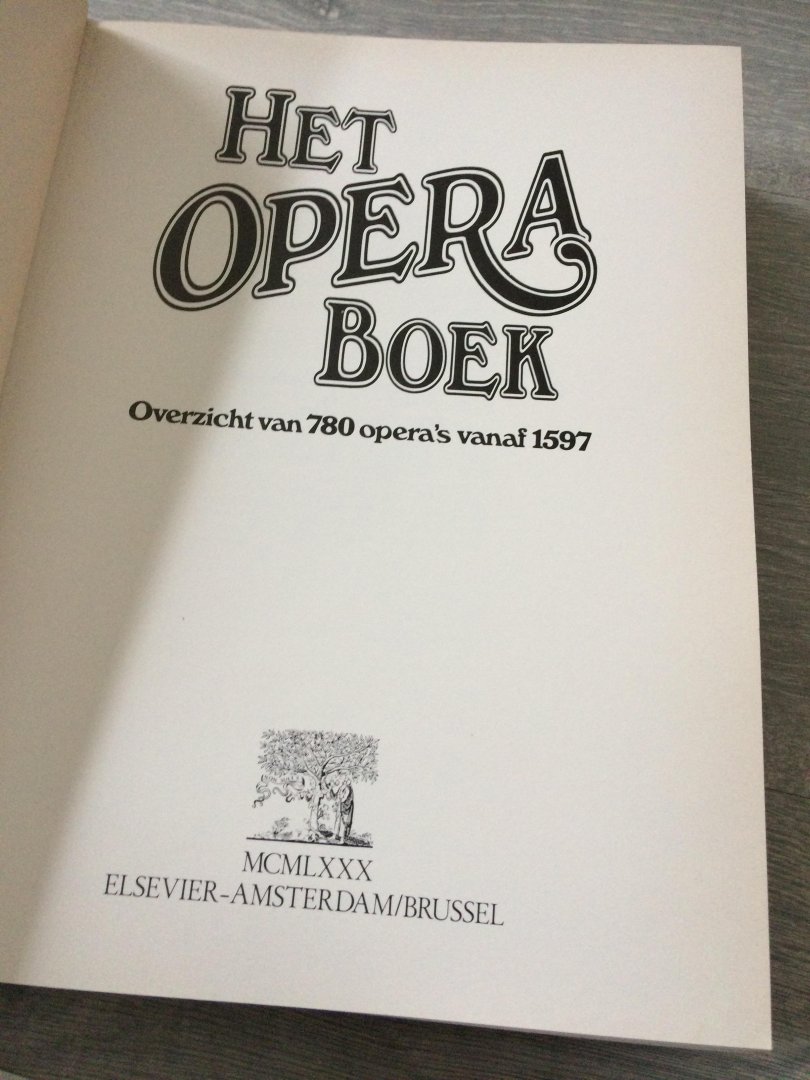 HET
OPERA
BOEK
Overzicht van 780 opera's vanaf 1597
MCMLXXX
ELSEVIER-AMSTERDAM/BRUSSEL